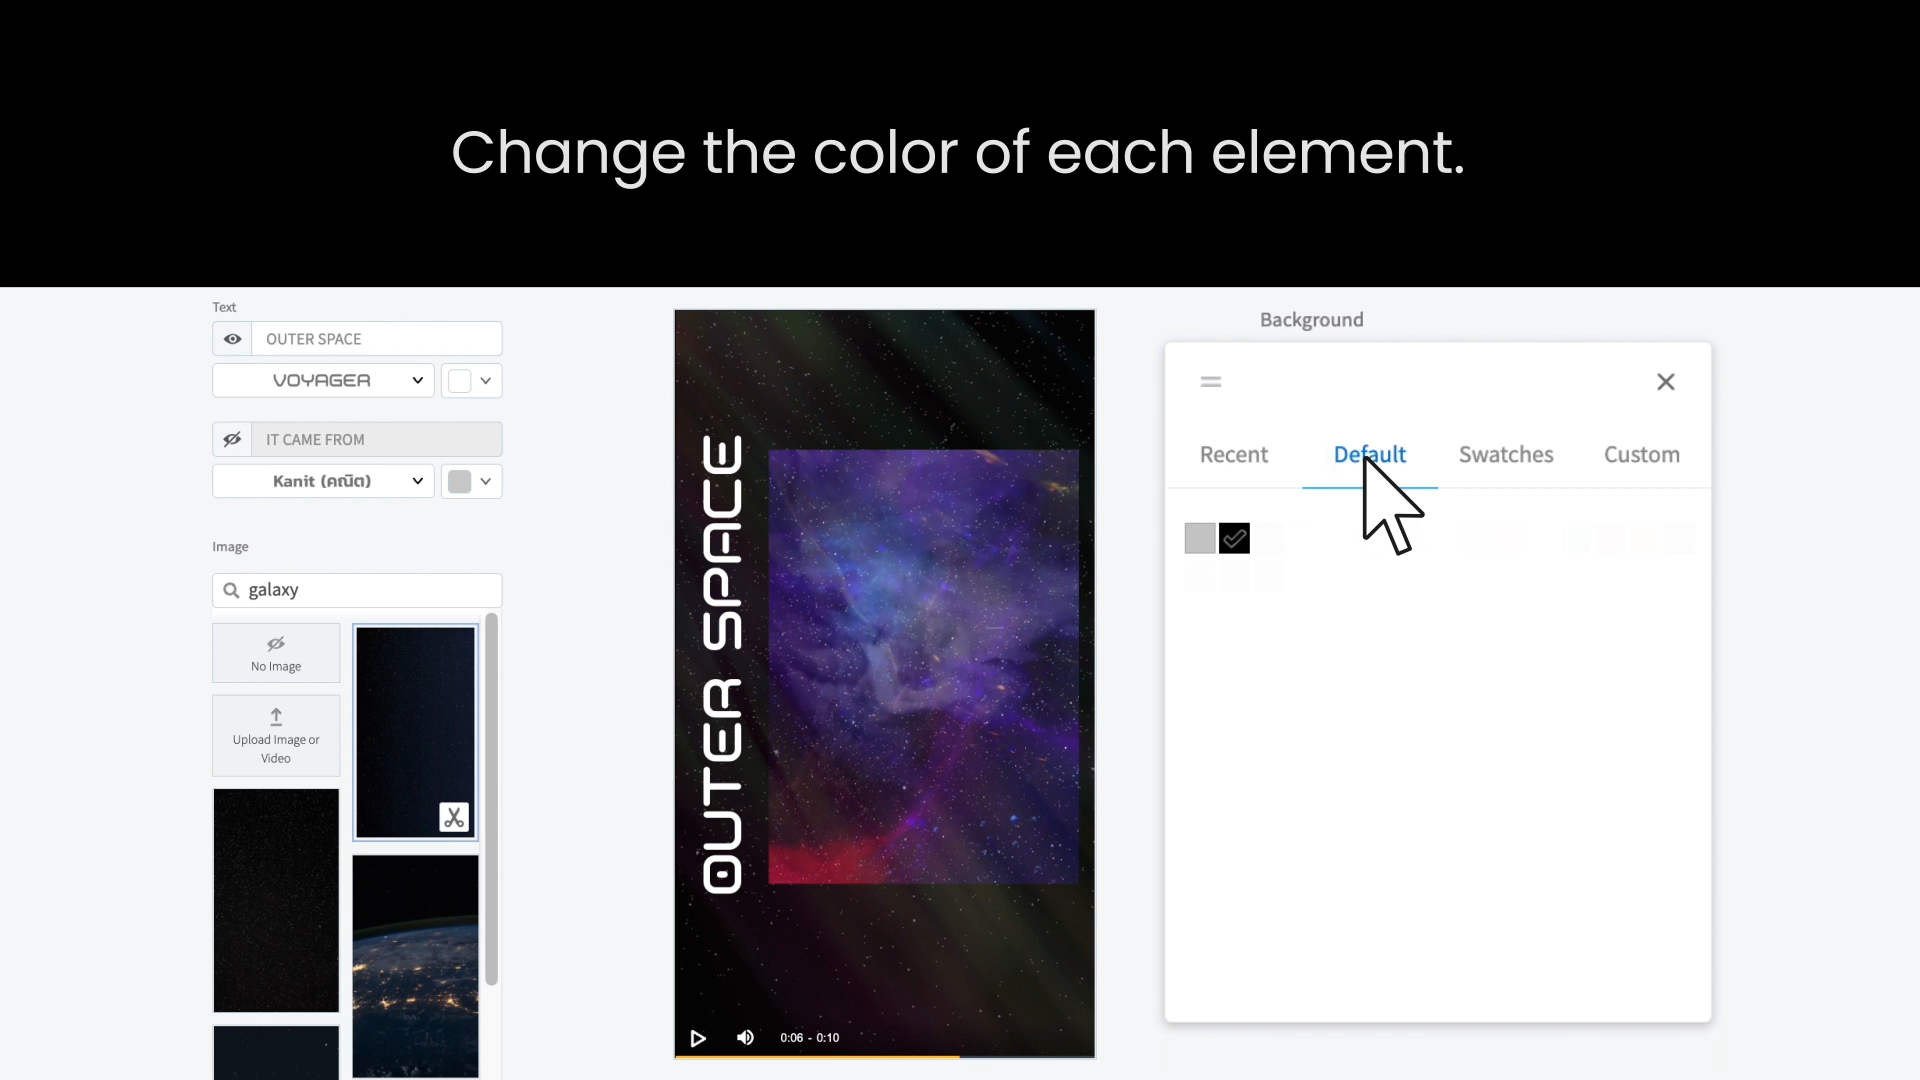 Change the color of each element.
Text
OUTER SPACE
VOYAGER
IT CAME FROM
Kanit (คณิต)
Image
galaxy
No Image
Upload Image or
Video
OUTER SPACE
0:06 - 0:10
Background
Recent
Default
Swatches
Custom